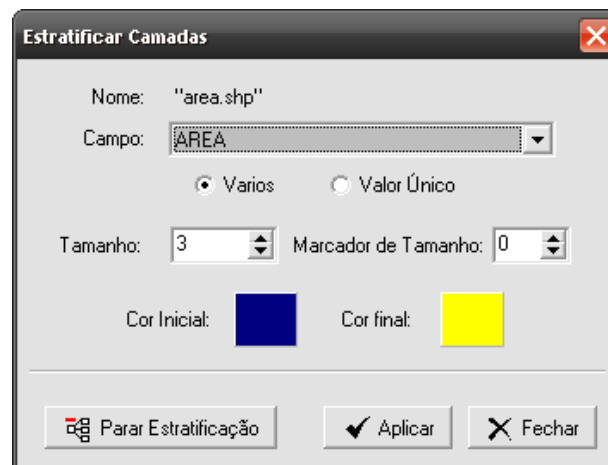 Estratificar Camadas
Nome: "area.shp"
Campo: AREA
Varios Valor Único
Tamanho: 3 Marcador de Tamanho: 0
Cor Inicial: Cor final:
Parar Estratificação Aplicar Fechar